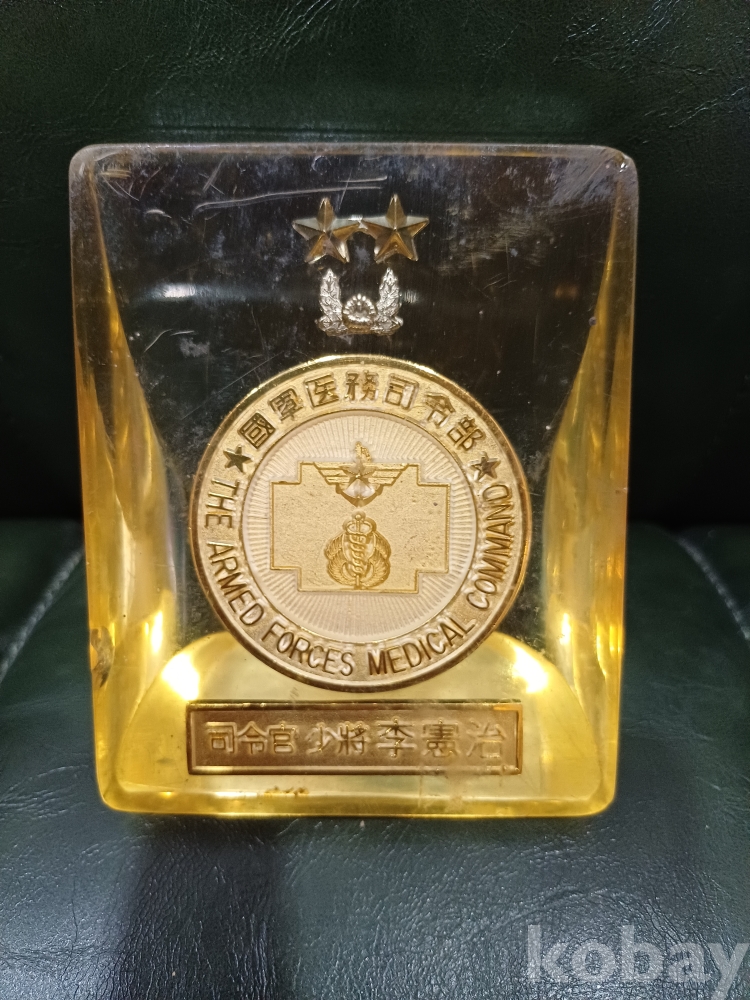 國軍医務司令部
THE ARMED FORCES MEDICAL COMMAND
司令官 少將 李憲治
kobay